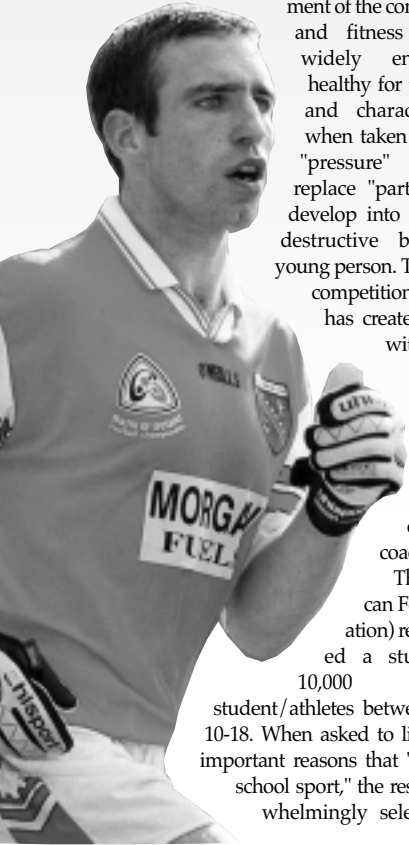 ment of the con
and fitness
widely en
healthy for
and charac
when taken
"pressure"
replace "part
develop into
destructive b
young person. T
competition
has create
wit
O'NEILLS
MORGA
FUEL
coac
Th
can F
ation) re
ed a stu
10,000
student/athletes betwe
10-18. When asked to li
important reasons that "
school sport," the res
whelmingly sele